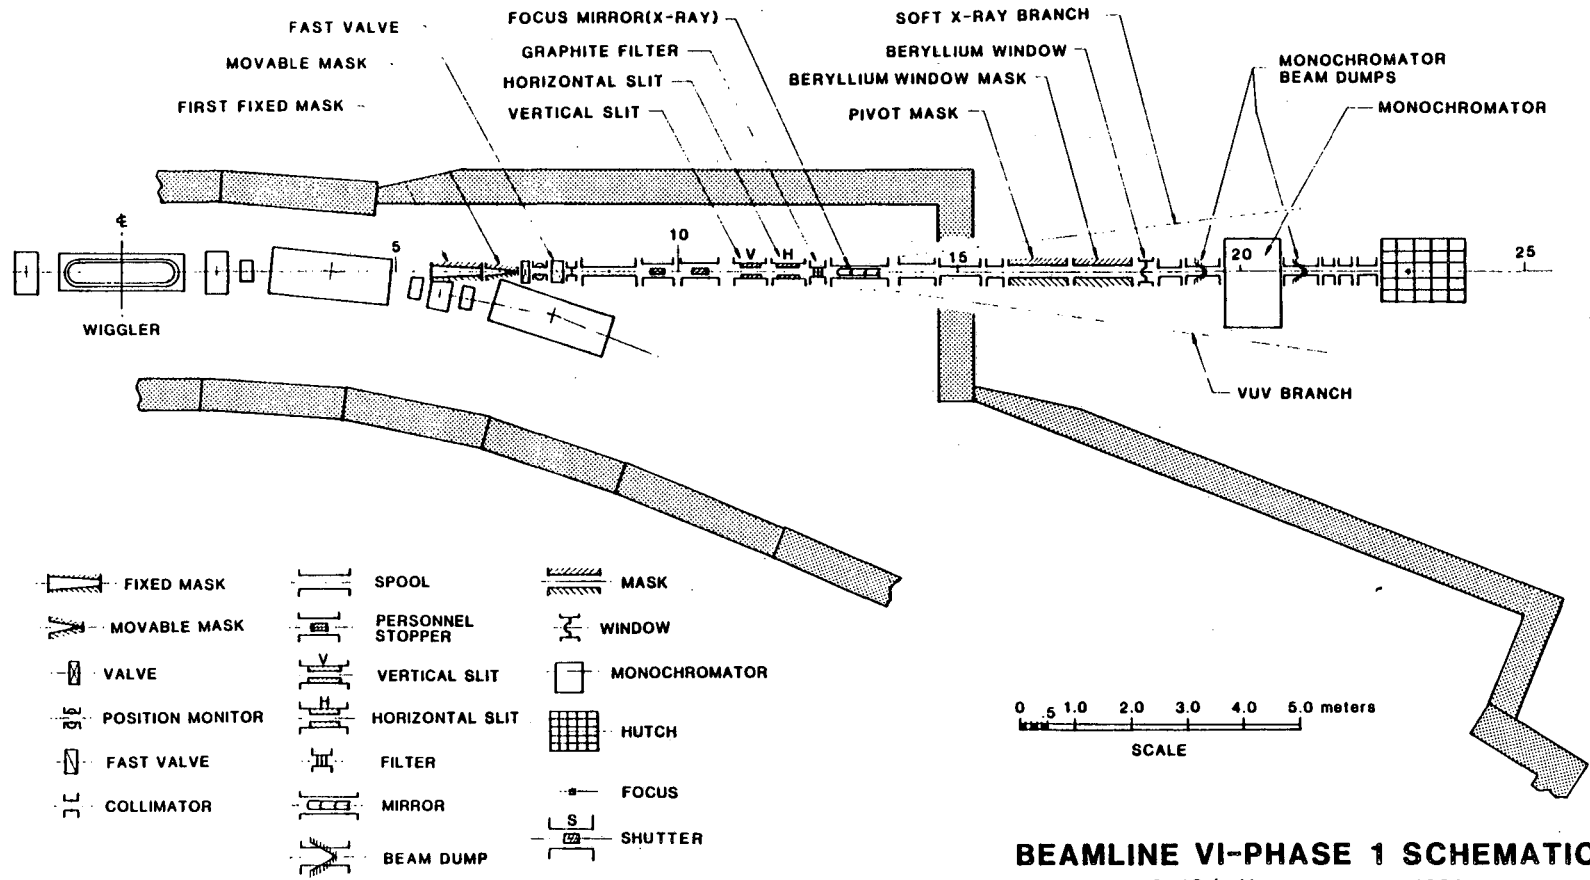 FAST VALVE
MOVABLE MASK
FIRST FIXED MASK
FOCUS MIRROR(X-RAY)
GRAPHITE FILTER
HORIZONTAL SLIT
VERTICAL SLIT
SOFT X-RAY BRANCH
BERYLLIUM WINDOW
BERYLLIUM WINDOW MASK
PIVOT MASK
MONOCHROMATOR
BEAM DUMPS
MONOCHROMATOR
WIGGLER
5
10
V
H
15
20
25
VUV BRANCH
FIXED MASK
MOVABLE MASK
VALVE
POSITION MONITOR
FAST VALVE
COLLIMATOR
SPOOL
PERSONNEL
STOPPER
V
VERTICAL SLIT
H
HORIZONTAL SLIT
FILTER
MIRROR
BEAM DUMP
MASK
WINDOW
MONOCHROMATOR
HUTCH
FOCUS
S
SHUTTER
0 .5 1.0 2.0 3.0 4.0 5.0 meters
SCALE
BEAMLINE VI-PHASE 1 SCHEMATIC